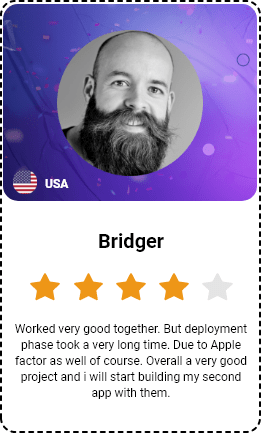 USA
Bridger
Worked very good together. But deployment
phase took a very long time. Due to Apple
factor as well of course. Overall a very good
project and i will start building my second
app with them.